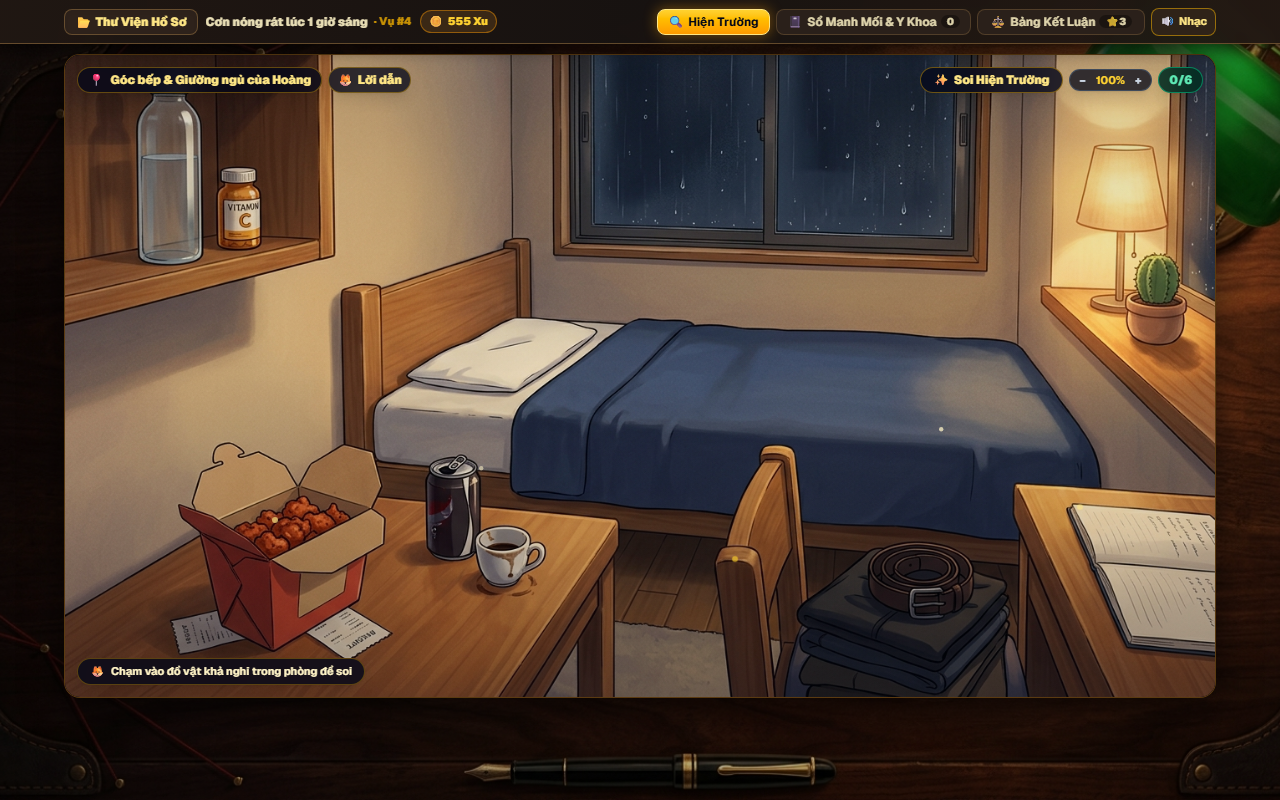 📂 Thư Viện Hồ Sơ
Cơn nóng rát lúc 1 giờ sáng · Vụ #4
555 Xu
🔍 Hiện Trường
Sổ Manh Mối & Y Khoa 0
Bảng Kết Luận ⭐3
Nhạc
Góc bếp & Giường ngủ của Hoàng
Lời dẫn
Soi Hiện Trường
− 100% +
0/6
VITAMIN
C
Chạm vào đồ vật khả nghi trong phòng để soi